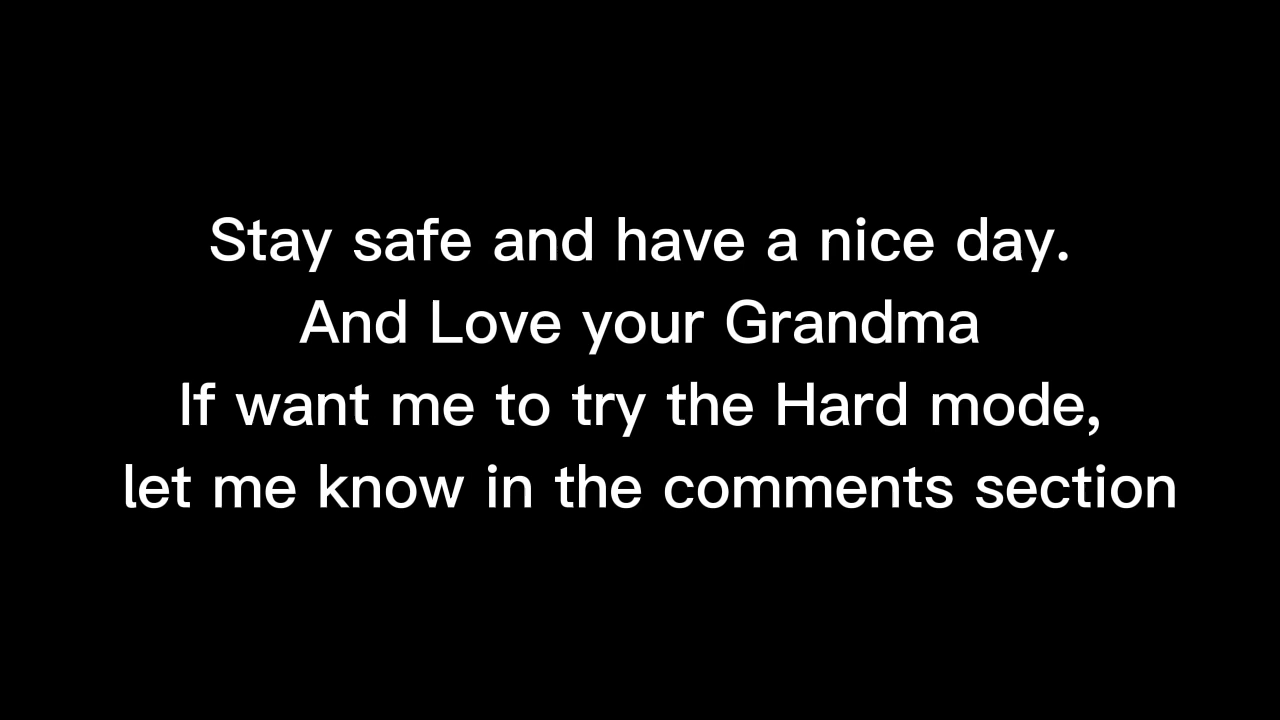 Stay safe and have a nice day.
And Love your Grandma
If want me to try the Hard mode,
let me know in the comments section